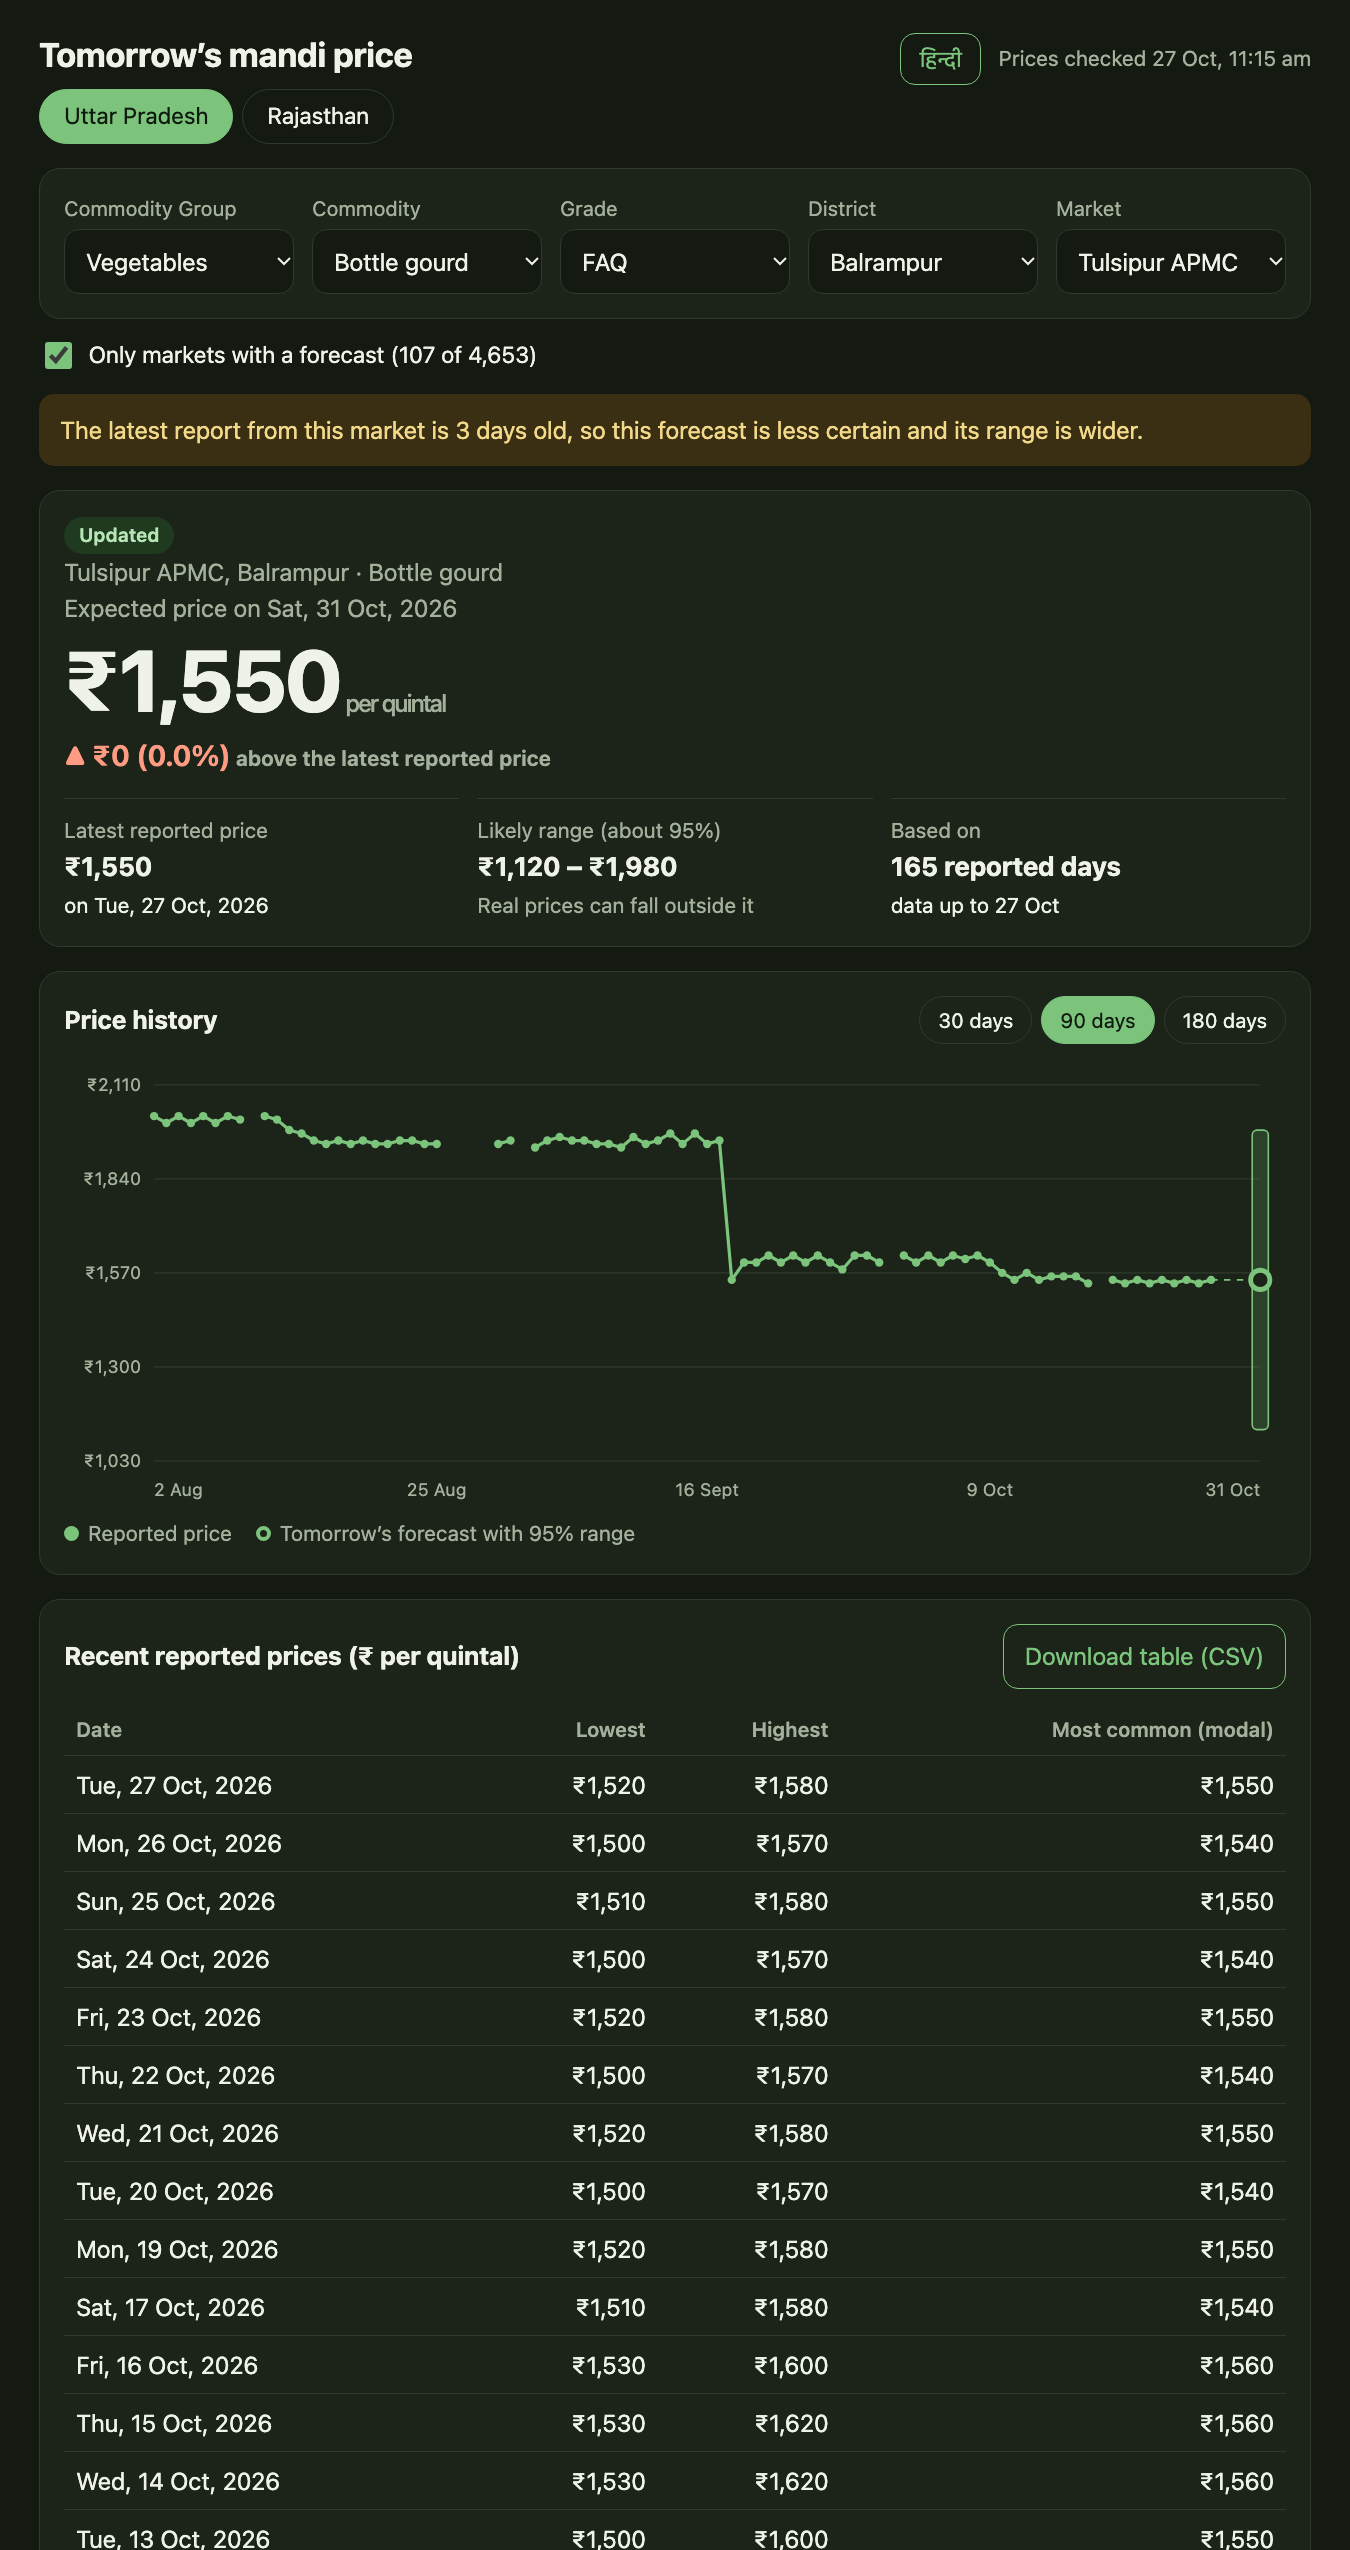 Tomorrow’s mandi price
हिन्दी
Prices checked 27 Oct, 11:15 am
Uttar Pradesh
Rajasthan
Commodity Group
Commodity
Grade
District
Market
Vegetables
Bottle gourd
FAQ
Balrampur
Tulsipur APMC
Only markets with a forecast (107 of 4,653)
The latest report from this market is 3 days old, so this forecast is less certain and its range is wider.
Updated
Tulsipur APMC, Balrampur · Bottle gourd
Expected price on Sat, 31 Oct, 2026
₹1,550 per quintal
▲ ₹0 (0.0%) above the latest reported price
Latest reported price
₹1,550
on Tue, 27 Oct, 2026
Likely range (about 95%)
₹1,120 – ₹1,980
Real prices can fall outside it
Based on
165 reported days
data up to 27 Oct
Price history
30 days
90 days
180 days
₹2,110
₹1,840
₹1,570
₹1,300
₹1,030
2 Aug
25 Aug
16 Sept
9 Oct
31 Oct
Reported price
Tomorrow’s forecast with 95% range
Recent reported prices (₹ per quintal)
Download table (CSV)
Date Lowest Highest Most common (modal)
Tue, 27 Oct, 2026 ₹1,520 ₹1,580 ₹1,550
Mon, 26 Oct, 2026 ₹1,500 ₹1,570 ₹1,540
Sun, 25 Oct, 2026 ₹1,510 ₹1,580 ₹1,550
Sat, 24 Oct, 2026 ₹1,500 ₹1,570 ₹1,540
Fri, 23 Oct, 2026 ₹1,520 ₹1,580 ₹1,550
Thu, 22 Oct, 2026 ₹1,500 ₹1,570 ₹1,540
Wed, 21 Oct, 2026 ₹1,520 ₹1,580 ₹1,550
Tue, 20 Oct, 2026 ₹1,500 ₹1,570 ₹1,540
Mon, 19 Oct, 2026 ₹1,520 ₹1,580 ₹1,550
Sat, 17 Oct, 2026 ₹1,510 ₹1,580 ₹1,540
Fri, 16 Oct, 2026 ₹1,530 ₹1,600 ₹1,560
Thu, 15 Oct, 2026 ₹1,530 ₹1,620 ₹1,560
Wed, 14 Oct, 2026 ₹1,530 ₹1,620 ₹1,560
Tue, 13 Oct, 2026 ₹1,500 ₹1,600 ₹1,550